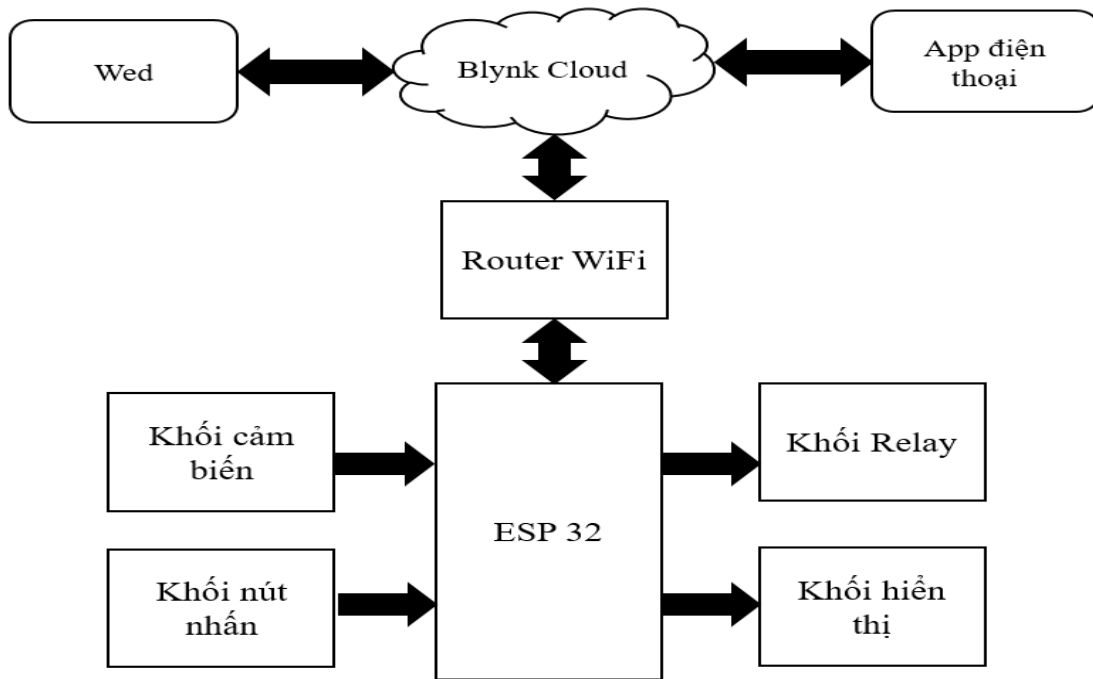 Wed
Blynk Cloud
App điện
thoại
Router WiFi
Khối cảm
biến
Khối Relay
ESP 32
Khối nút
nhấn
Khối hiển
thị